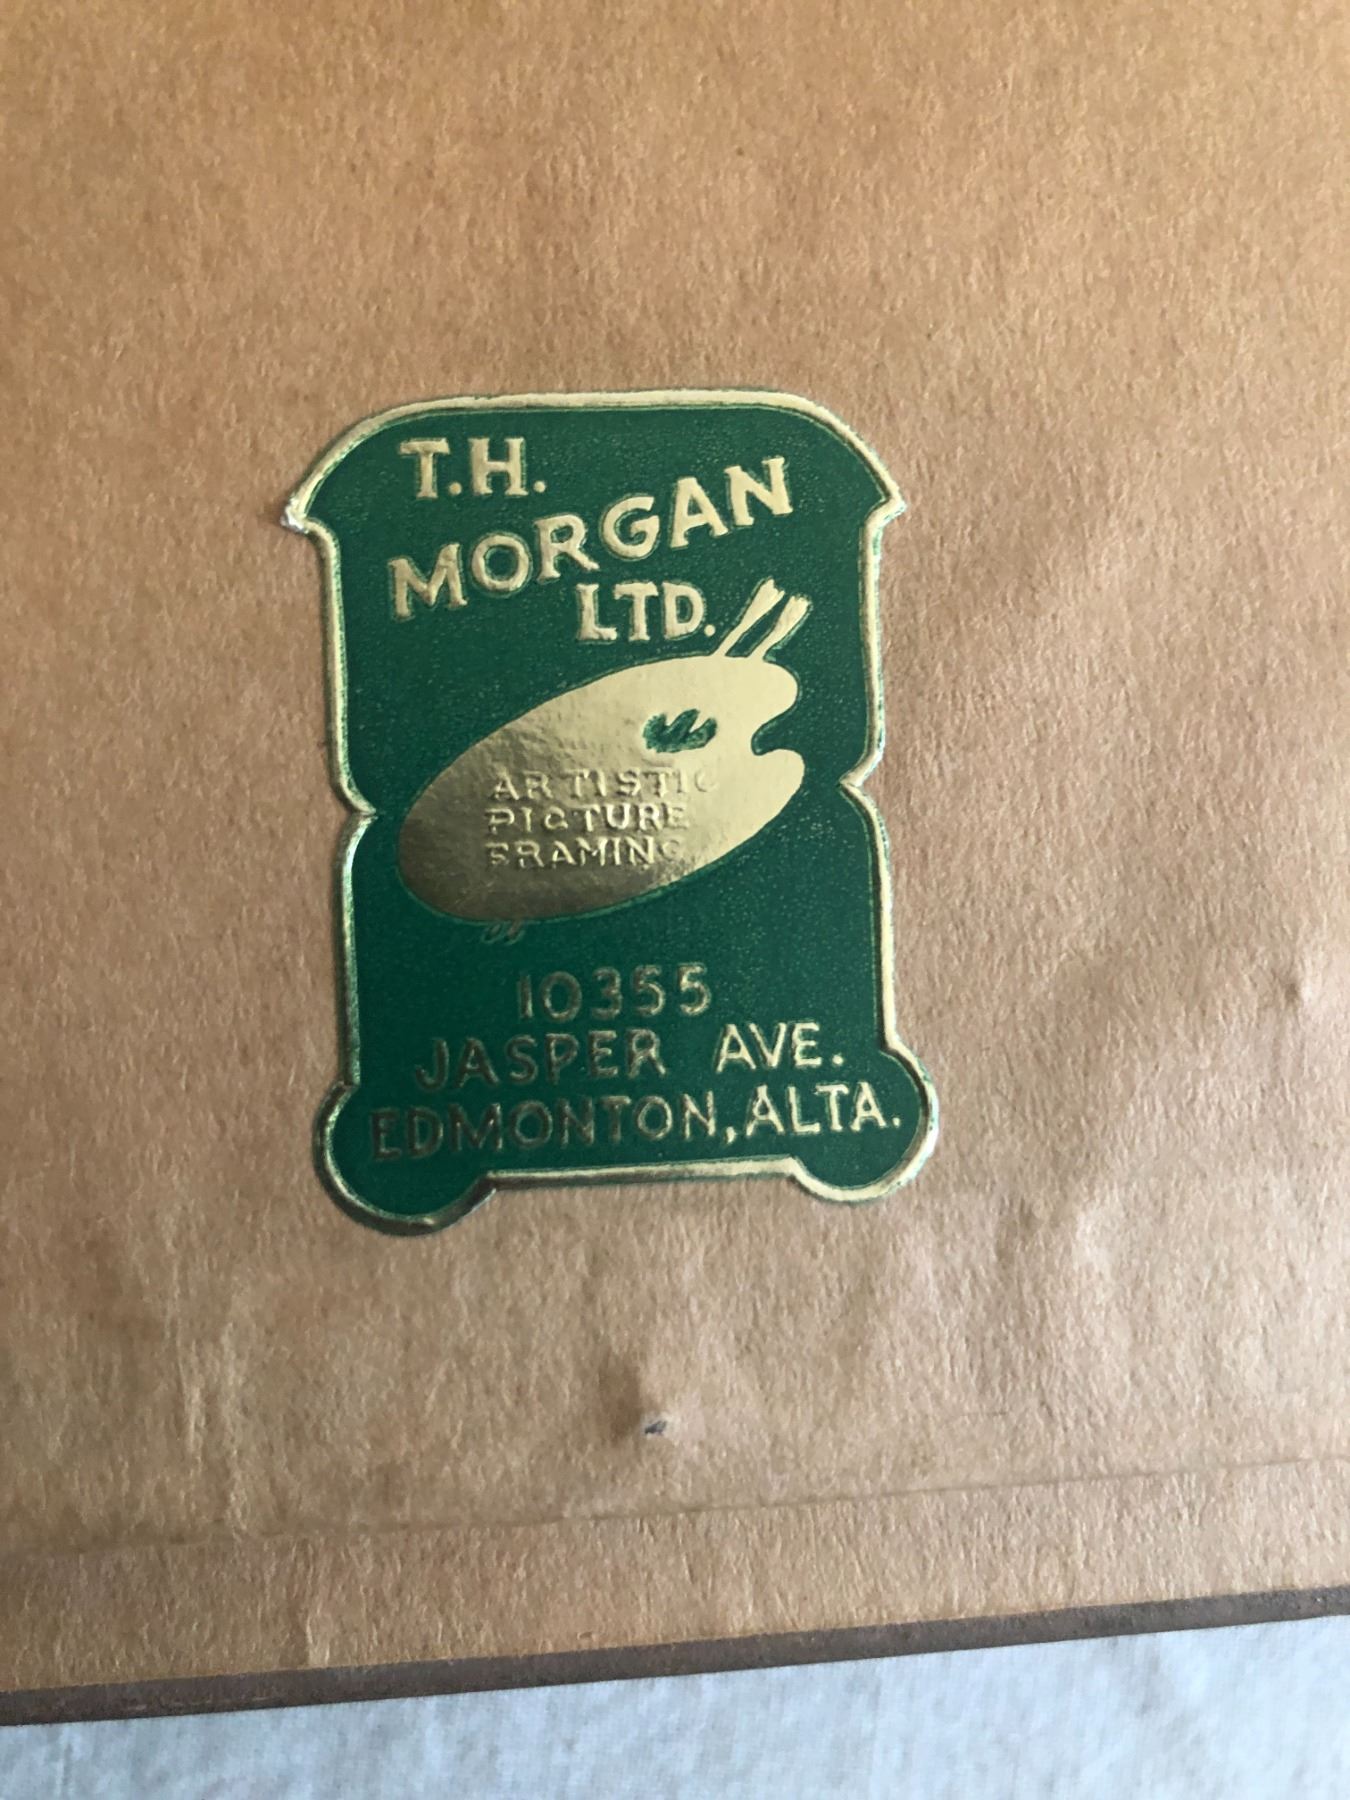 T.H.
MORGAN
LTD.
ARTISTIC
PICTURE
FRAMING
10355
JASPER AVE.
EDMONTON, ALTA.